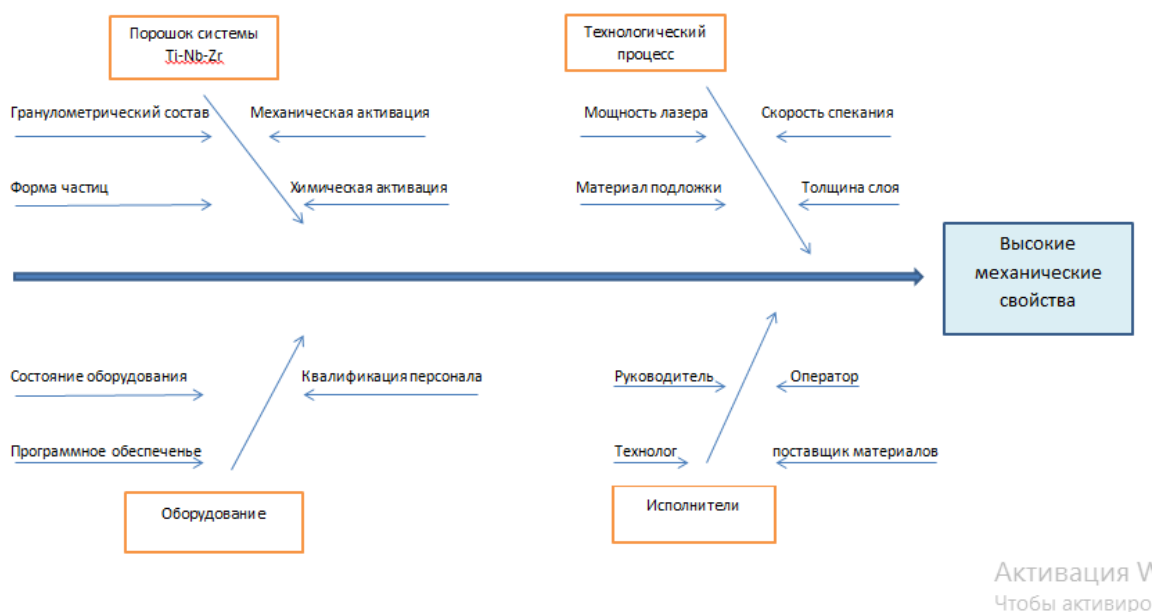 Порошок системы
Ti-Nb-Zr
Технологический
процесс
Гранулометрический состав
Механическая активация
Мощность лазера
Скорость спекания
Форма частиц
Химическая активация
Материал подложки
Толщина слоя
Высокие
механические
свойства
Состояние оборудования
Квалификация персонала
Руководитель
Оператор
Программное обеспеченье
Технолог
поставщик материалов
Оборудование
Исполнители
Активация W
Чтобы активиро